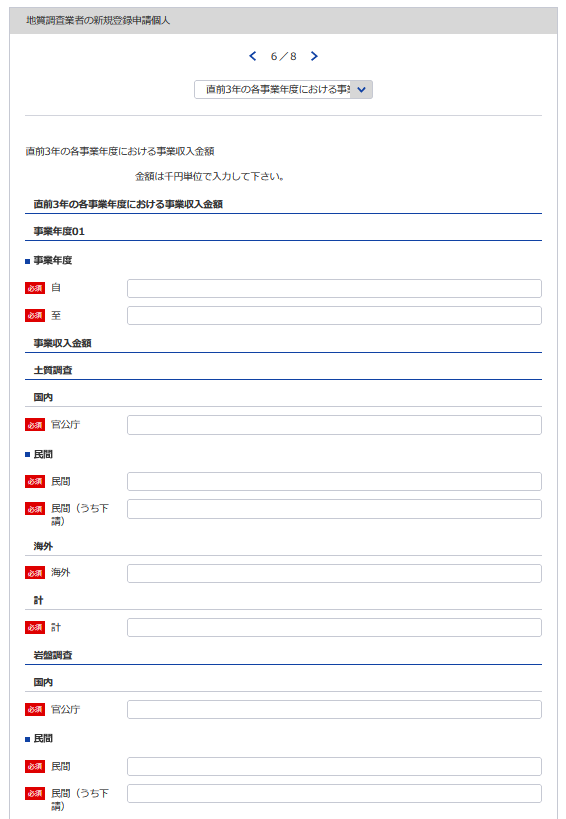 地質調査業者の新規登録申請個人
6／8
直前3年の各事業年度における事
直前3年の各事業年度における事業収入金額
金額は千円単位で入力して下さい。
直前3年の各事業年度における事業収入金額
事業年度01
事業年度
必須 自
必須 至
事業収入金額
土質調査
国内
必須 官公庁
民間
必須 民間
必須 民間（うち下
請）
海外
必須 海外
計
必須 計
岩盤調査
国内
必須 官公庁
民間
必須 民間
必須 民間（うち下
請）